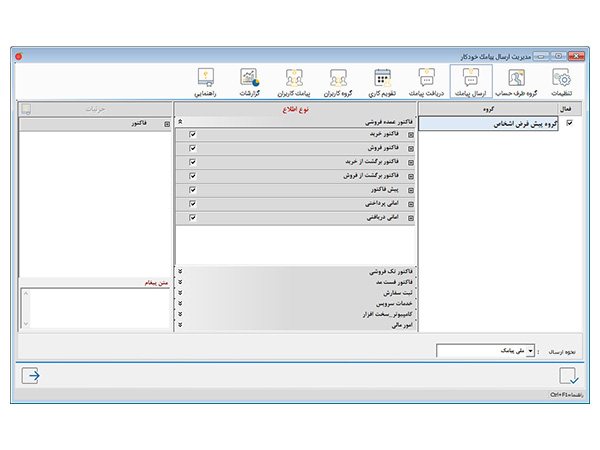 مدیریت ارسال پیامک خودکار
تنظیمات
گروه طرف حساب
ارسال پیامک
دریافت پیامک
تقویم کاری
گروه کاربران
پیامک کاربران
گزارشات
راهنمایی
فعال
گروه
نوع اطلاع
جزئیات
گروه پیش فرض اشخاص
فاکتور عمده فروشی
فاکتور خرید
فاکتور فروش
فاکتور برگشت از خرید
فاکتور برگشت از فروش
پیش فاکتور
امانی پرداختی
امانی دریافتی
فاکتور تک فروشی
فاکتور فست مد
ثبت سفارش
خدمات سرویس
کامپیوتر_سخت افزار
امور مالی
فاکتور
متن پیغام
نحوه ارسال :
ملی پیامک
راهنما=Ctrl+F1